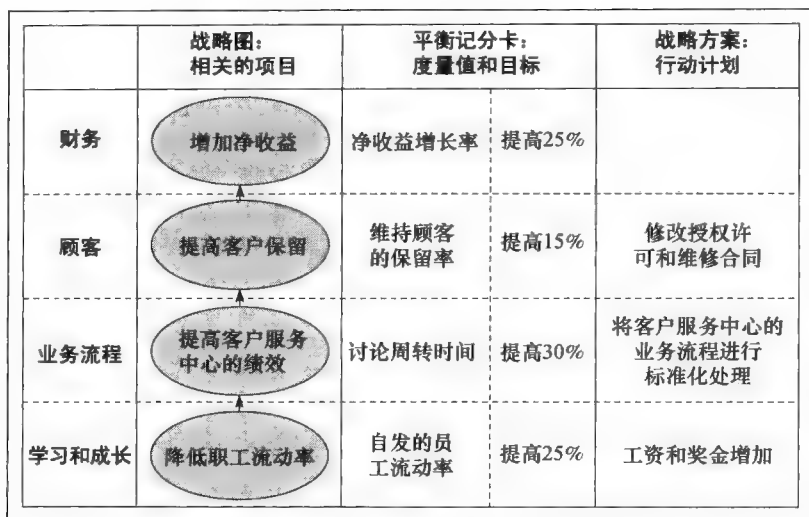 战略图：
相关的项目
平衡记分卡：
度量值和目标
战略方案：
行动计划
财务
增加净收益
净收益增长率
提高25%
顾客
提高客户保留
维持顾客
的保留率
提高15%
修改授权许
可和维修合同
业务流程
提高客户服务
中心的绩效
讨论周转时间
提高30%
将客户服务中心的
业务流程进行
标准化处理
学习和成长
降低职工流动率
自发的员
工流动率
提高25%
工资和奖金增加